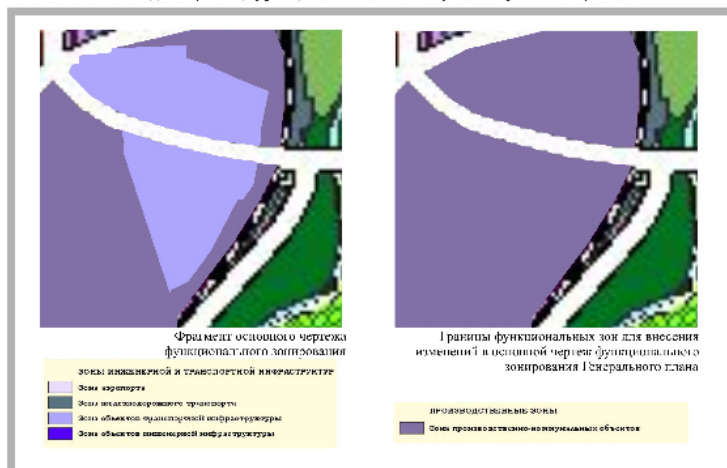 Фрагмент основного чертежа
функционального зонирования
ЗОНЫ ИНЖЕНЕРНОЙ И ТРАНСПОРТНОЙ ИНФРАСТРУКТУР
Зона аэропорта
Зона железнодорожного транспорта
Зона объектов транспортной инфраструктуры
Зона объектов инженерной инфраструктуры
Границы функциональных зон для внесения
изменений в основной чертеж функционального
зонирования Генерального плана
ПРОИЗВОДСТВЕННЫЕ ЗОНЫ
Зона производственно-коммунальных объектов